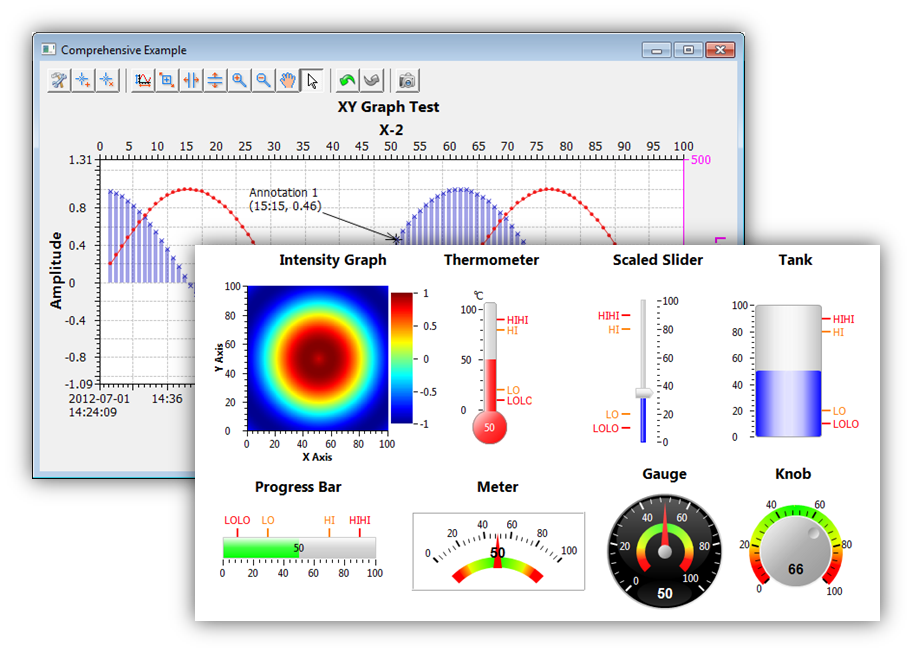 Comprehensive Example
XY Graph Test
X-2
0 5 10 15 20 25 30 35 40 45 50 55 60 65 70 75 80 85 90 95 100
1.31
500
Annotation 1
(15:15, 0.46)
0.8
0.4
0
-0.4
-0.8
-1.09
Amplitude
2012-07-01
14:24:09
14:36
Intensity Graph
100
80
60
40
20
0
Y Axis
0 20 40 60 80 100
X Axis
1
0.5
0
-0.5
-1
Thermometer
℃
100
50
0
HIHI
HI
LO
LOLC
50
Scaled Slider
HIHI
HI
LO
LOLO
100
80
60
40
20
0
Tank
100
80
60
40
20
0
HIHI
HI
LO
LOLO
Progress Bar
LOLO LO HI HIHI
50
0 20 40 60 80 100
Meter
0 20 40 60 80 100
50
Gauge
0 20 40 60 80 100
50
Knob
0 20 40 60 80 100
66